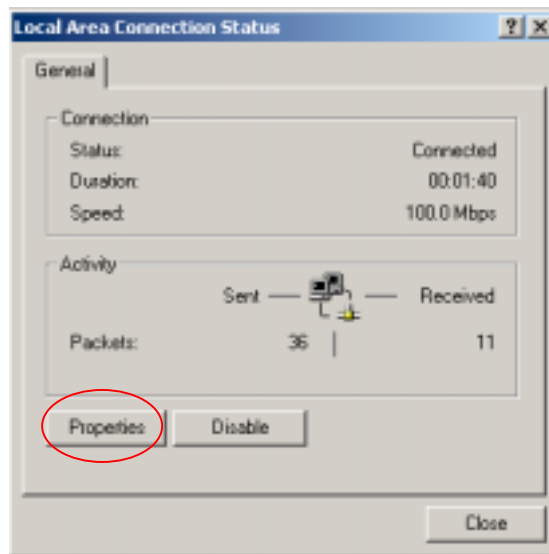 Local Area Connection Status
General
Connection
Status: Connected
Duration: 00:01:40
Speed: 100.0 Mbps
Activity
Sent Received
Packets: 36 11
Properties Disable
Close